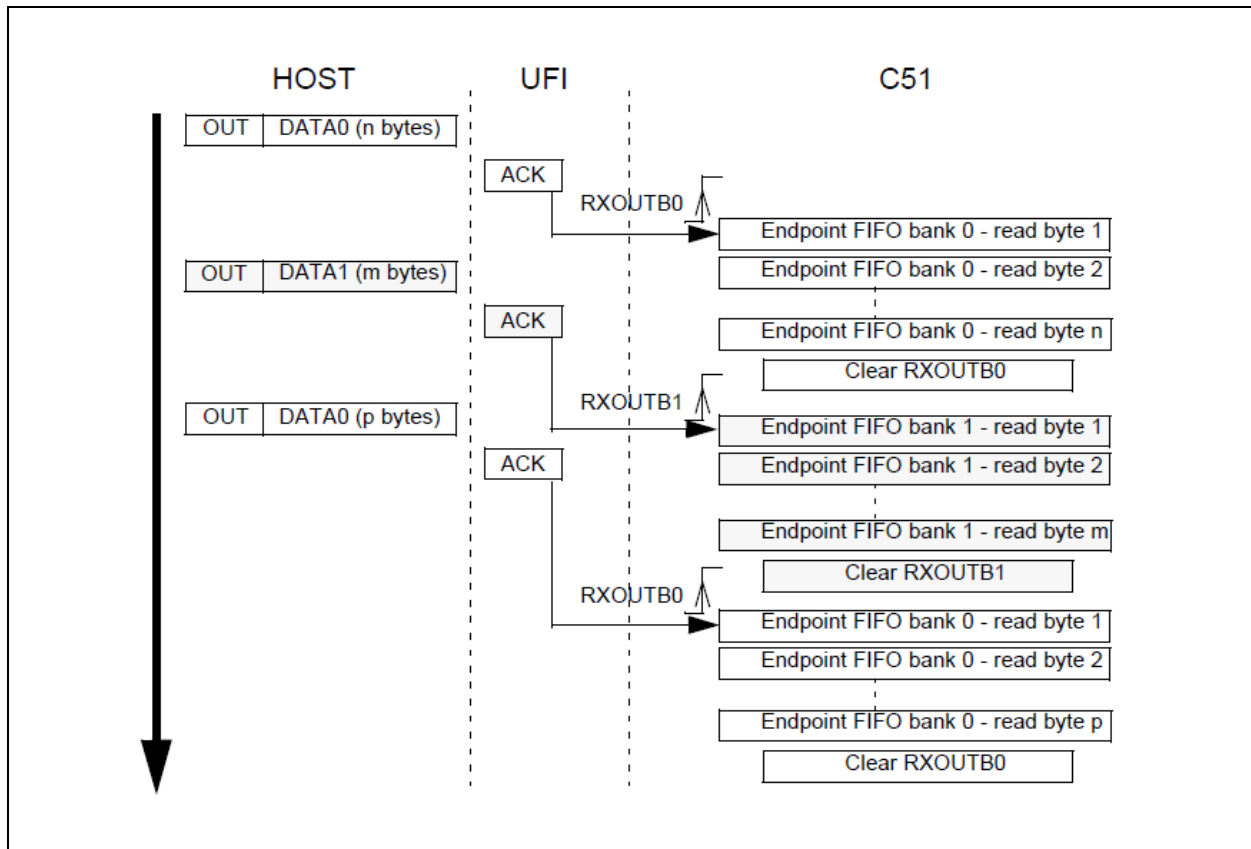 HOST UFI C51
OUT DATA0 (n bytes)
ACK
RXOUTB0
Endpoint FIFO bank 0 - read byte 1
OUT DATA1 (m bytes)
Endpoint FIFO bank 0 - read byte 2
ACK
Endpoint FIFO bank 0 - read byte n
Clear RXOUTB0
RXOUTB1
OUT DATA0 (p bytes)
Endpoint FIFO bank 1 - read byte 1
ACK
Endpoint FIFO bank 1 - read byte 2
Endpoint FIFO bank 1 - read byte m
Clear RXOUTB1
RXOUTB0
Endpoint FIFO bank 0 - read byte 1
Endpoint FIFO bank 0 - read byte 2
Endpoint FIFO bank 0 - read byte p
Clear RXOUTB0